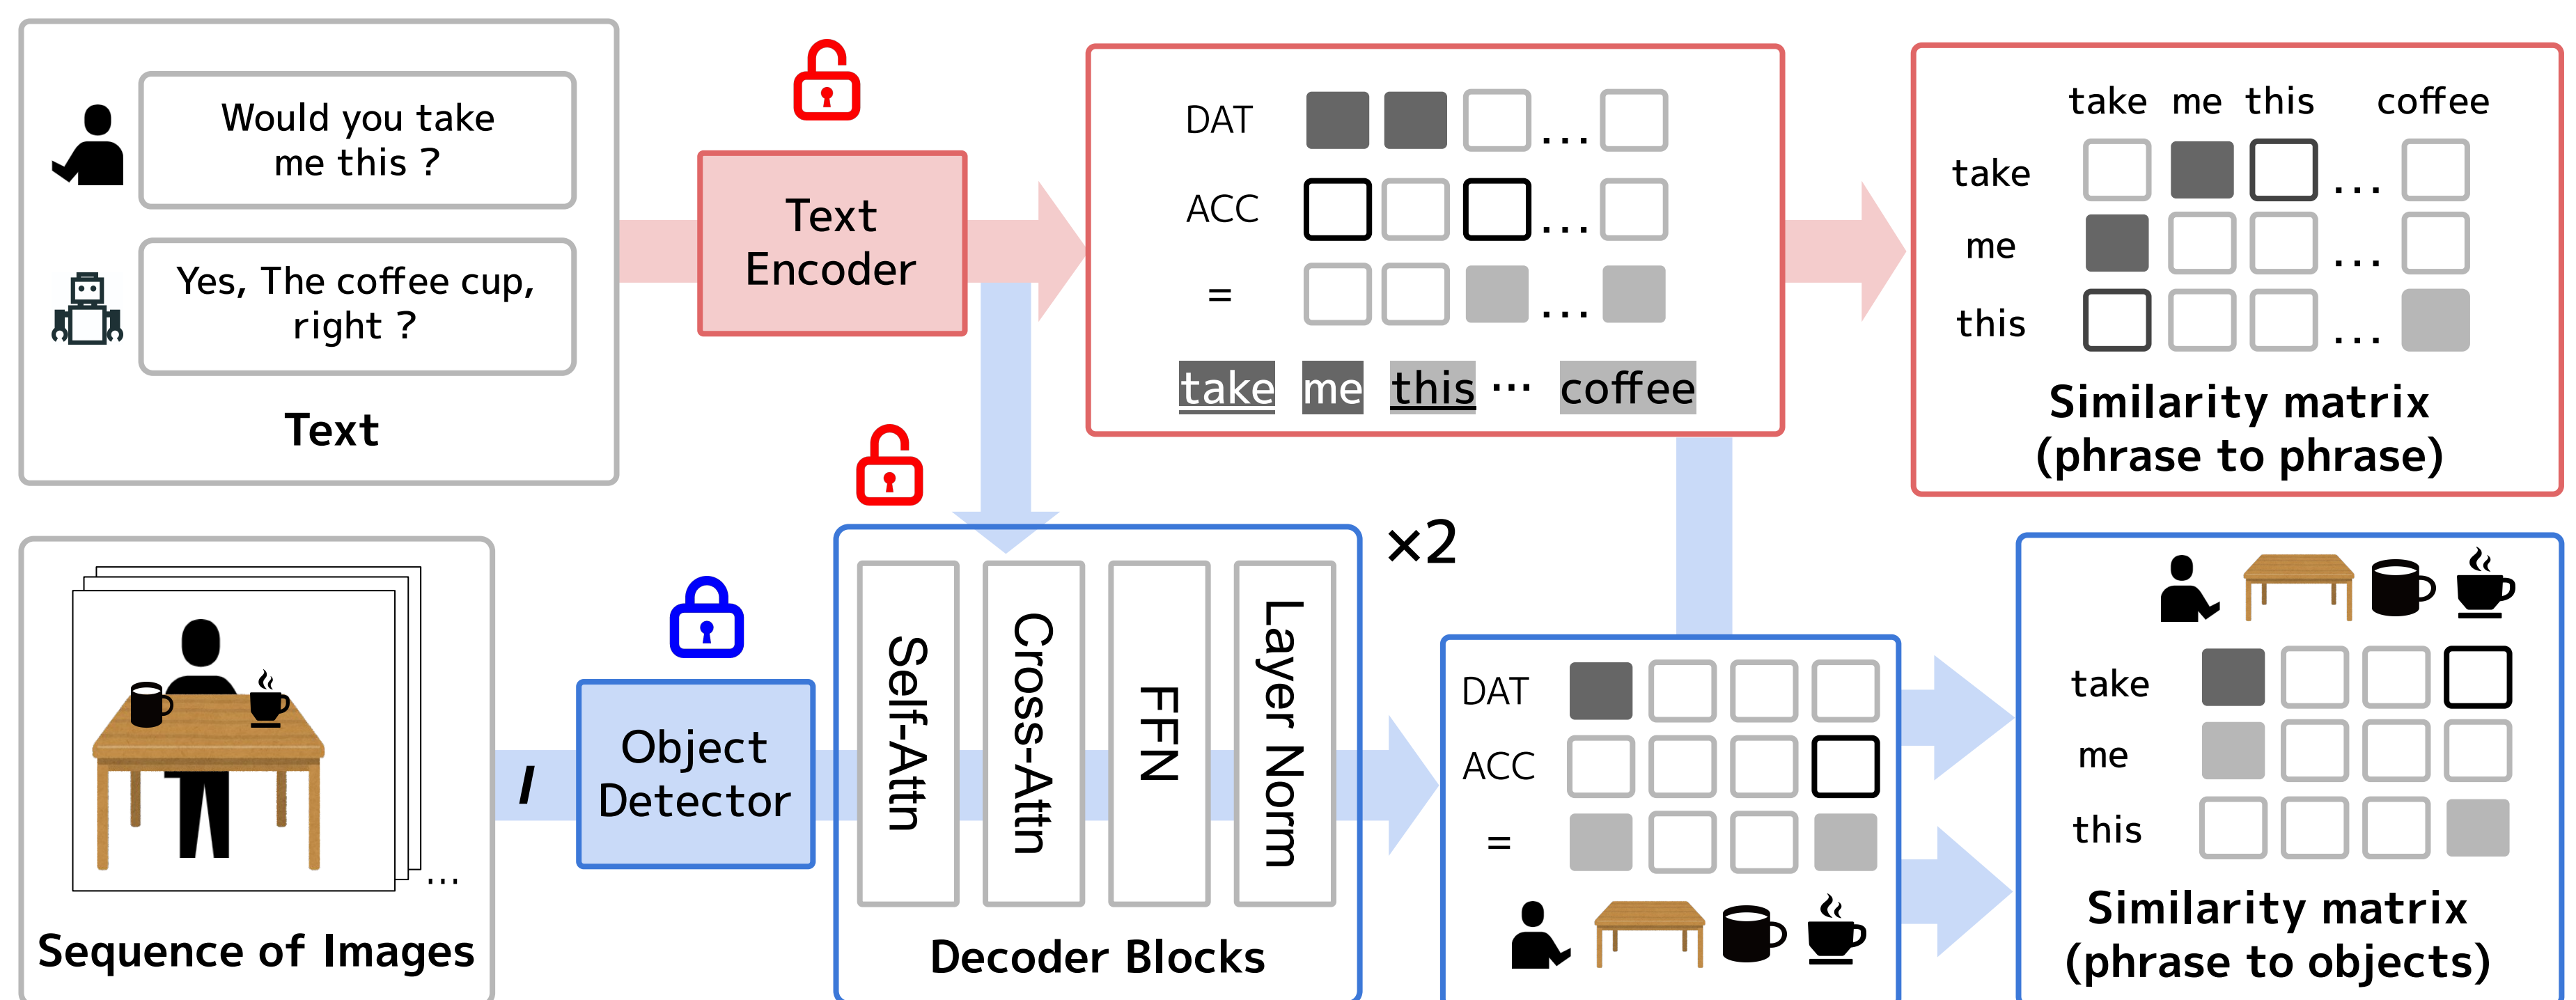 Would you take
me this ?
Yes, The coffee cup,
right ?
Text
Text
Encoder
DAT
...
ACC
...
=
...
take me this ... coffee
take me this coffee
take
...
me
...
this
...
Similarity matrix
(phrase to phrase)
...
Sequence of Images
I
Object
Detector
×2
Self-Attn
Cross-Attn
FFN
Layer Norm
Decoder Blocks
DAT
ACC
=
take
me
this
Similarity matrix
(phrase to objects)